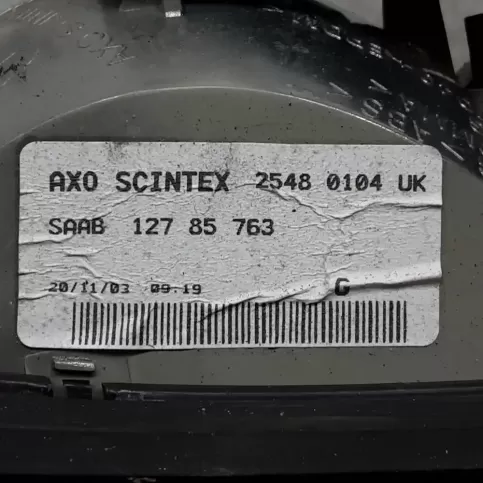 AXO SCINTEX 2548 0104 UK
SAAB 127 85 763
20/11/03 09.19 G